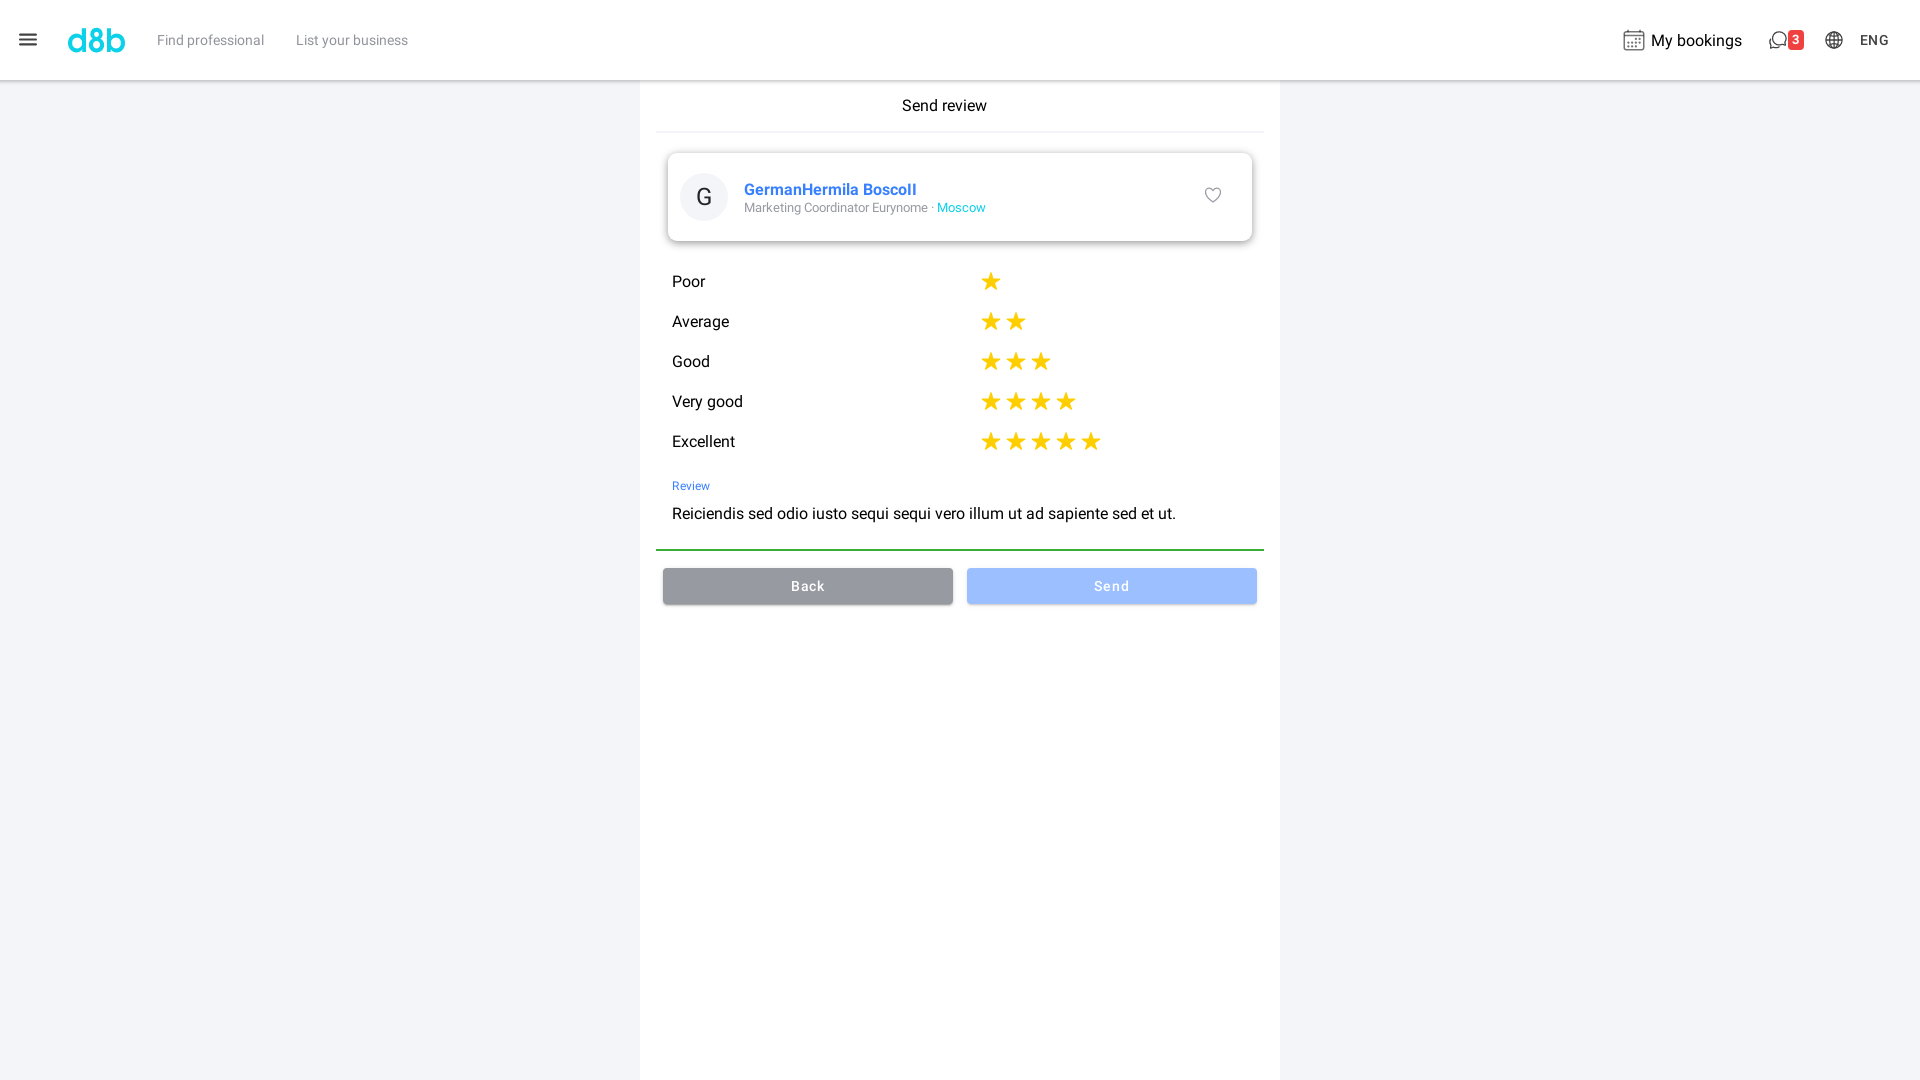 d8b
Find professional
List your business
My bookings
3
ENG
Send review
G
GermanHermila BoscoII
Marketing Coordinator Eurynome · Moscow
Poor
Average
Good
Very good
Excellent
Review
Reiciendis sed odio iusto sequi sequi vero illum ut ad sapiente sed et ut.
Back
Send